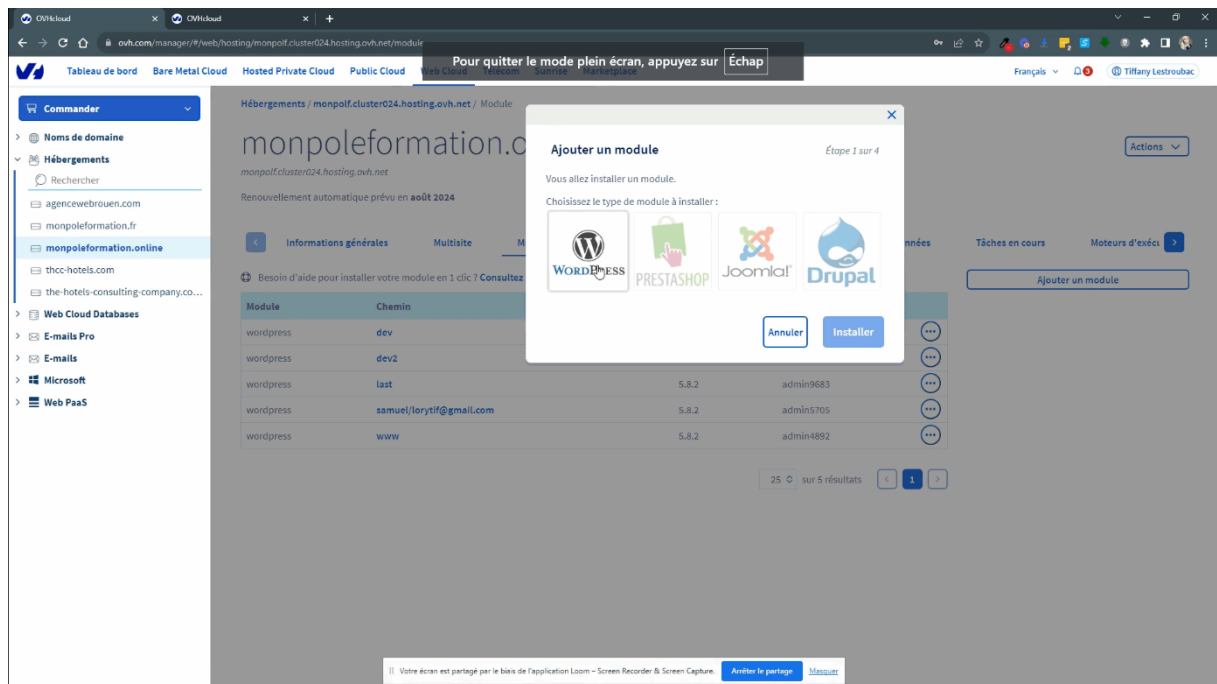 OVHcloud
OVHcloud
ovh.com/manager/#/web/hosting/monpolf.cluster024.hosting.ovh.net/module
Pour quitter le mode plein écran, appuyez sur Échap
Tableau de bord Bare Metal Cloud Hosted Private Cloud Public Cloud Web Cloud Telecom Sunrise Marketplace
Français 3 Tiffany Lestroubac
Commander
Noms de domaine
Hébergements
Rechercher
agencewebrouen.com
monpoleformation.fr
monpoleformation.online
thcc-hotels.com
the-hotels-consulting-company.co...
Web Cloud Databases
E-mails Pro
E-mails
Microsoft
Web PaaS
Hébergements / monpolf.cluster024.hosting.ovh.net / Module
monpoleformation.o
monpolf.cluster024.hosting.ovh.net
Renouvellement automatique prévu en août 2024
Actions
Informations générales Multisite M
nnées Tâches en cours Moteurs d'exécu
Besoin d'aide pour installer votre module en 1 clic ? Consultez
Ajouter un module
Module Chemin
wordpress dev
wordpress dev2
wordpress last 5.8.2 admin9683
wordpress samuel/lorytif@gmail.com 5.8.2 admin5705
wordpress www 5.8.2 admin4892
25 sur 5 résultats 1
Ajouter un module Étape 1 sur 4
Vous allez installer un module.
Choisissez le type de module à installer :
WORDPRESS PRESTASHOP Joomla! Drupal
Annuler Installer
Votre écran est partagé par le biais de l'application Loom – Screen Recorder & Screen Capture. Arrêter le partage Masquer